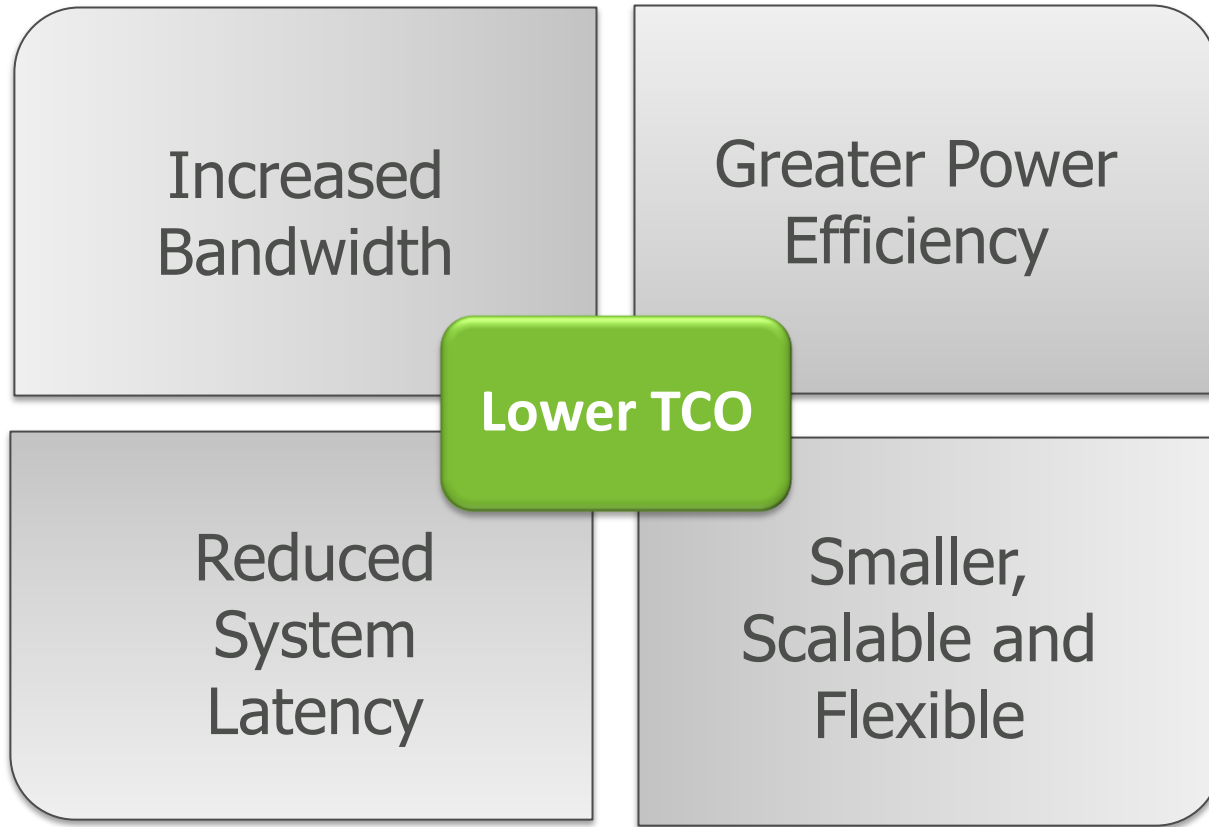 Increased
Bandwidth
Greater Power
Efficiency
Lower TCO
Reduced
System
Latency
Smaller,
Scalable and
Flexible